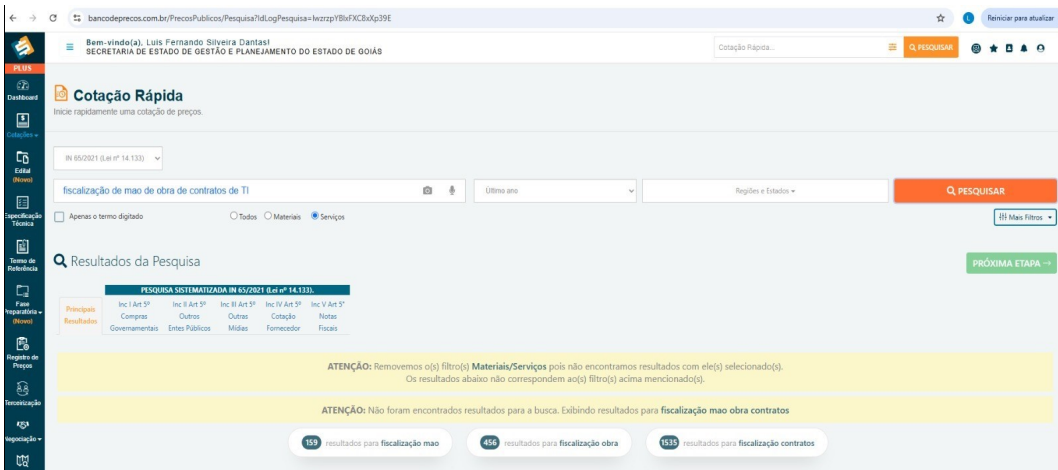 bancodeprecos.com.br/PrecosPublicos/Pesquisa?IdLogPesquisa=IwzrzpYBlxFXC8xXp39E
L
Reiniciar para atualizar
Bem-vindo(a), Luis Fernando Silveira Dantas!
SECRETARIA DE ESTADO DE GESTÃO E PLANEJAMENTO DO ESTADO DE GOIÁS
Cotação Rápida...
PESQUISAR
PLUS
Dashboard
Cotações
Edital
(Novo)
Especificação
Técnica
Termo de
Referência
Fase
Preparatória
(Novo)
Registro de
Preços
Terceirização
Negociação
Cotação Rápida
Inicie rapidamente uma cotação de preços.
IN 65/2021 (Lei nº 14.133)
fiscalização de mao de obra de contratos de TI
Último ano
Regiões e Estados
PESQUISAR
Apenas o termo digitado
Todos Materiais Serviços
Mais Filtros
Resultados da Pesquisa
PRÓXIMA ETAPA →
PESQUISA SISTEMATIZADA IN 65/2021 (Lei nº 14.133).
Principais
Resultados
Inc I Art 5º
Compras
Governamentais
Inc II Art 5º
Outros
Entes Públicos
Inc III Art 5º
Outras
Mídias
Inc IV Art 5º
Cotação
Fornecedor
Inc V Art 5°
Notas
Fiscais
ATENÇÃO: Removemos o(s) filtro(s) Materiais/Serviços pois não encontramos resultados com ele(s) selecionado(s).
Os resultados abaixo não correspondem ao(s) filtro(s) acima mencionado(s).
ATENÇÃO: Não foram encontrados resultados para a busca. Exibindo resultados para fiscalização mao obra contratos
159 resultados para fiscalização mao
456 resultados para fiscalização obra
1535 resultados para fiscalização contratos